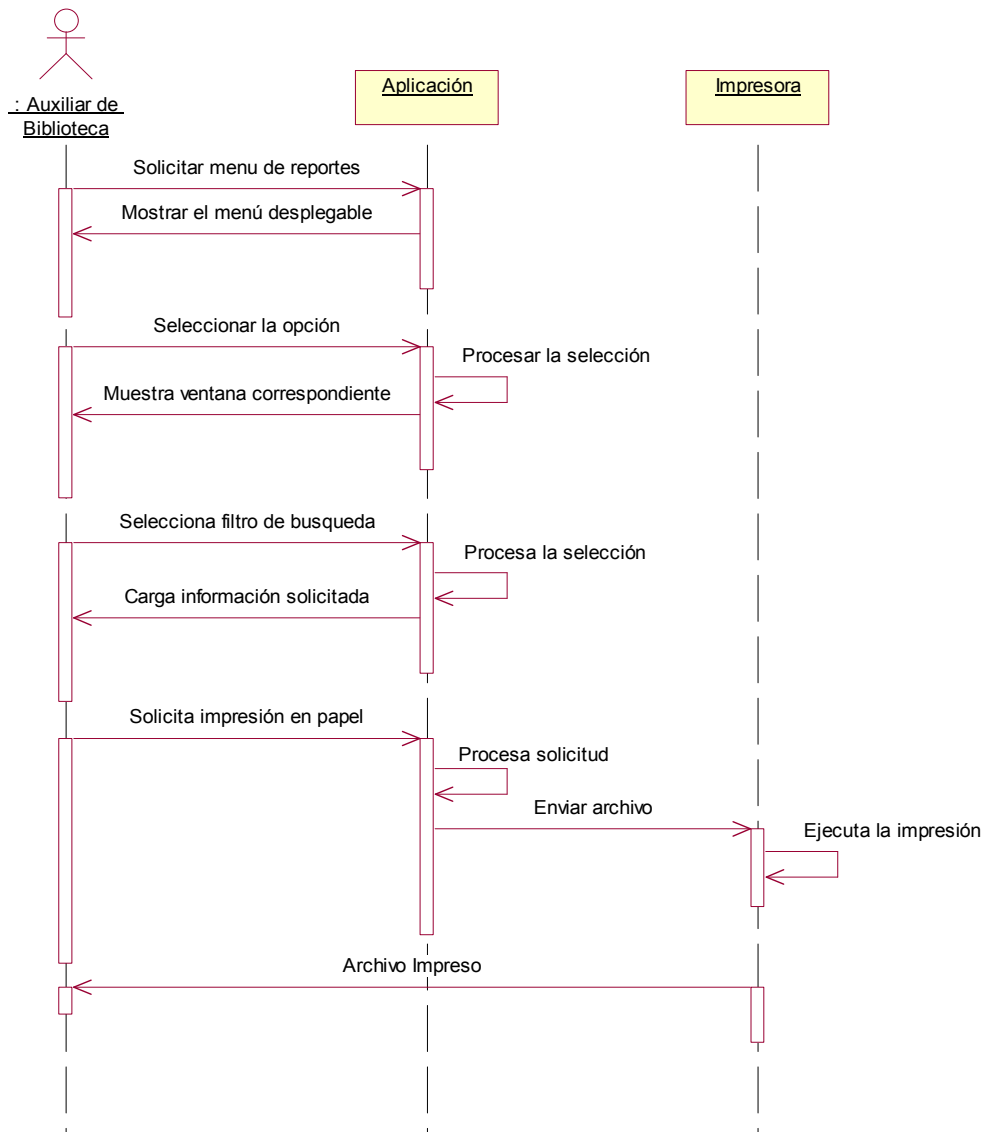 : Auxiliar de
Biblioteca
Aplicación
Impresora
Solicitar menu de reportes
Mostrar el menú desplegable
Seleccionar la opción
Procesar la selección
Muestra ventana correspondiente
Selecciona filtro de busqueda
Procesa la selección
Carga información solicitada
Solicita impresión en papel
Procesa solicitud
Enviar archivo
Ejecuta la impresión
Archivo Impreso